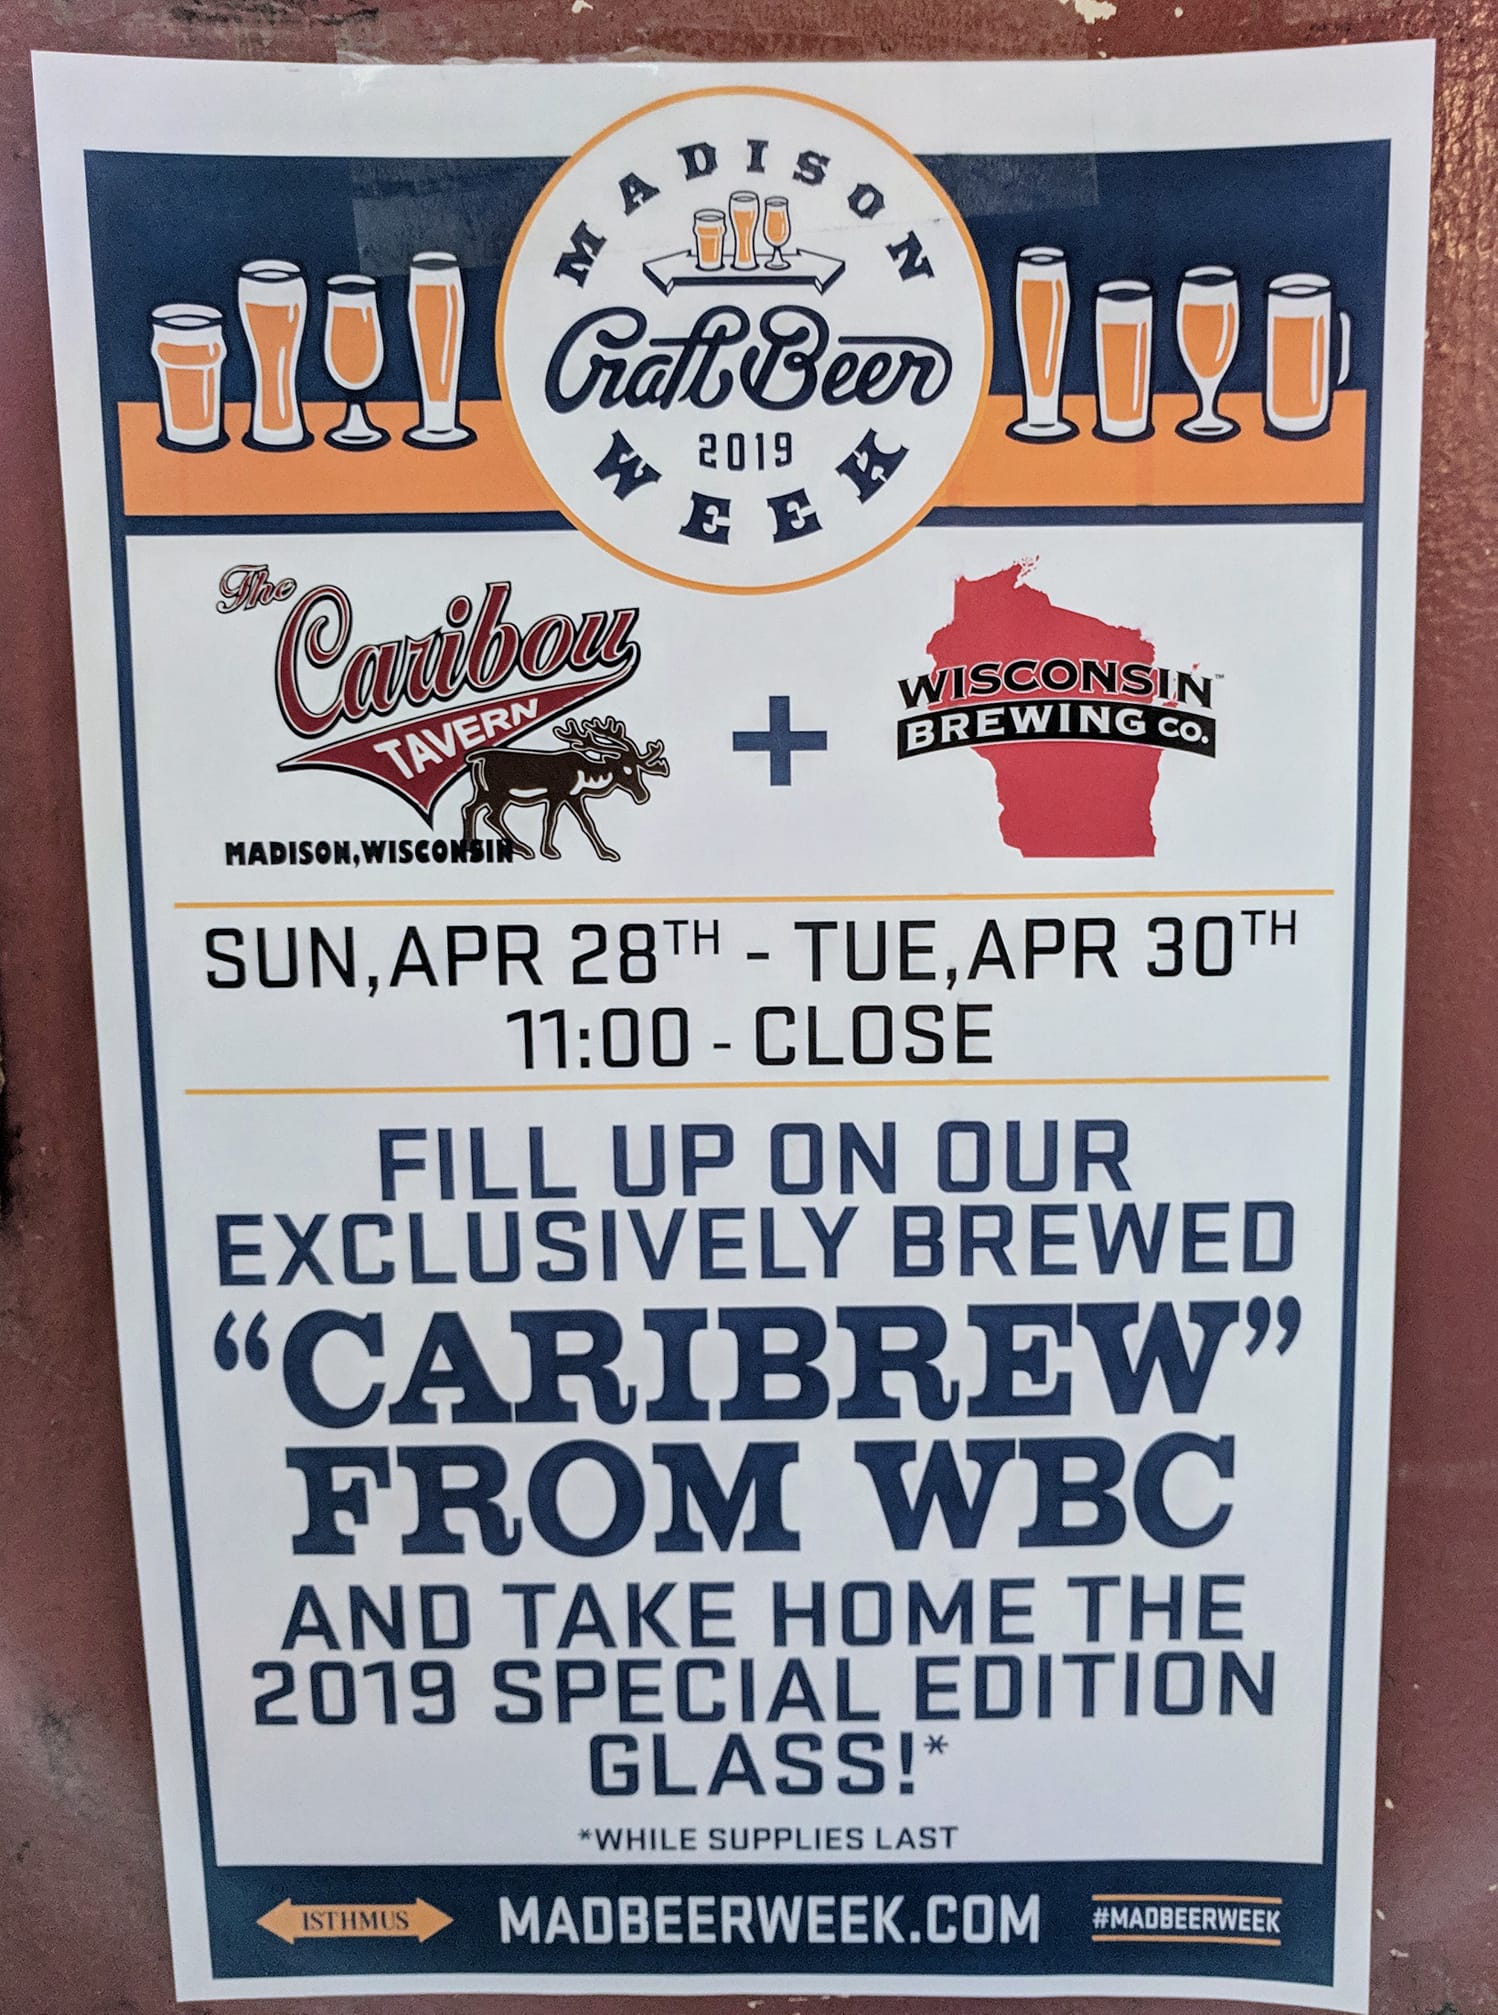 MADISON
Craft Beer
2019
WEEK
The
Caribou
TAVERN
MADISON, WISCONSIN
+
WISCONSIN™
BREWING CO.
SUN, APR 28TH - TUE, APR 30TH
11:00 - CLOSE
FILL UP ON OUR
EXCLUSIVELY BREWED
“CARIBREW”
FROM WBC
AND TAKE HOME THE
2019 SPECIAL EDITION
GLASS!*
*WHILE SUPPLIES LAST
ISTHMUS
MADBEERWEEK.COM
#MADBEERWEEK